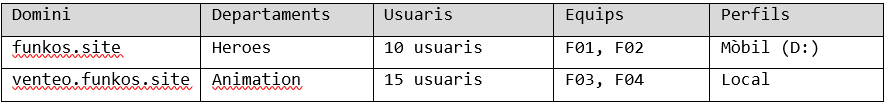 Domini Departaments Usuaris Equips Perfils
funkos.site Heroes 10 usuaris F01, F02 Mòbil (D:)
venteo.funkos.site Animation 15 usuaris F03, F04 Local